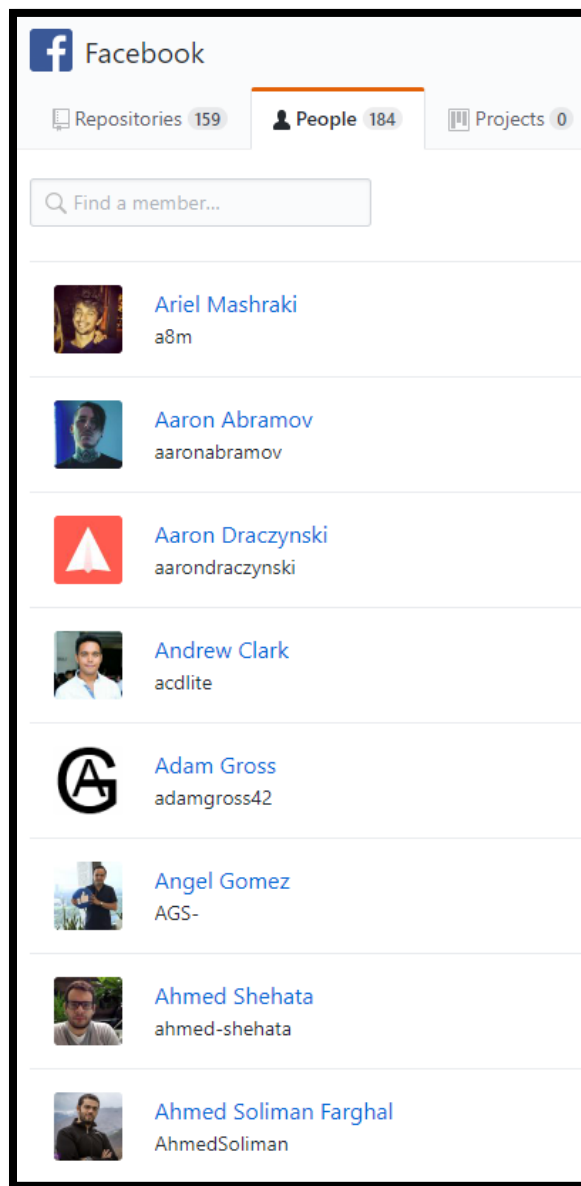 Facebook
Repositories 159 People 184 Projects 0
Find a member...
Ariel Mashraki
a8m
Aaron Abramov
aaronabramov
Aaron Draczynski
aarondraczynski
Andrew Clark
acdlite
Adam Gross
adamgross42
Angel Gomez
AGS-
Ahmed Shehata
ahmed-shehata
Ahmed Soliman Farghal
AhmedSoliman